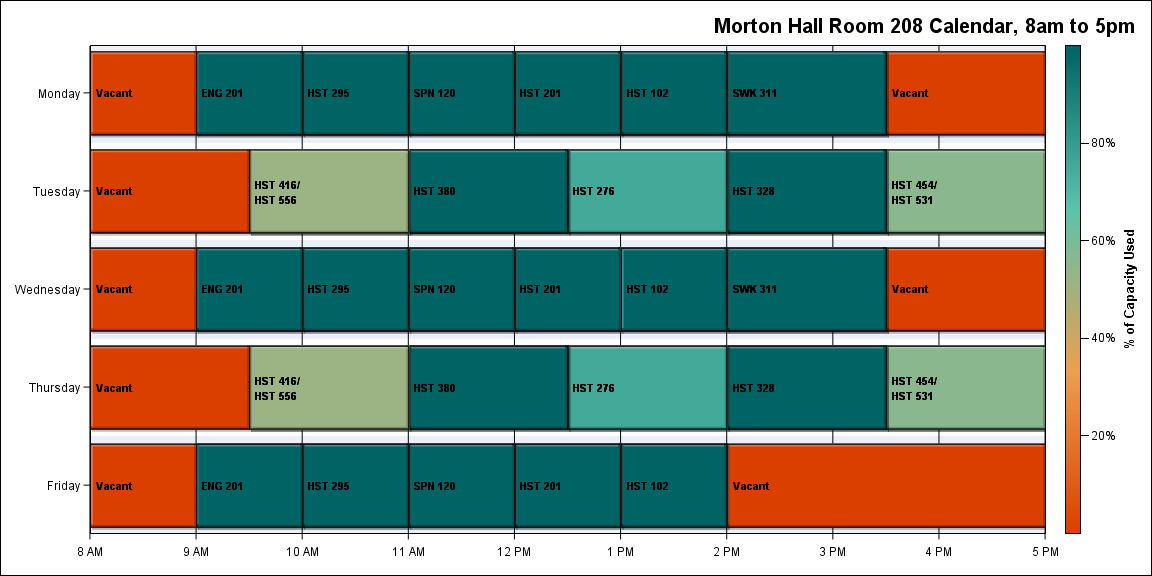 Morton Hall Room 208 Calendar, 8am to 5pm
Monday
Vacant
ENG 201
HST 295
SPN 120
HST 201
HST 102
SWK 311
Vacant
Tuesday
Vacant
HST 416/
HST 556
HST 380
HST 276
HST 328
HST 454/
HST 531
Wednesday
Vacant
ENG 201
HST 295
SPN 120
HST 201
HST 102
SWK 311
Vacant
Thursday
Vacant
HST 416/
HST 556
HST 380
HST 276
HST 328
HST 454/
HST 531
Friday
Vacant
ENG 201
HST 295
SPN 120
HST 201
HST 102
Vacant
8 AM
9 AM
10 AM
11 AM
12 PM
1 PM
2 PM
3 PM
4 PM
5 PM
80%
60%
40%
20%
% of Capacity Used